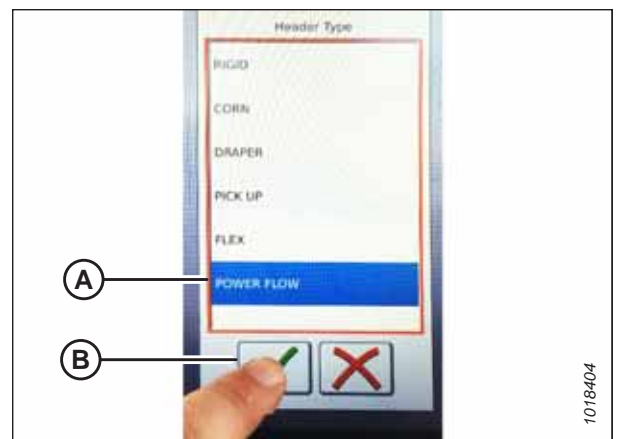 Header Type
RIGID
CORN
DRAPER
PICK UP
FLEX
A
POWER FLOW
B
1018404